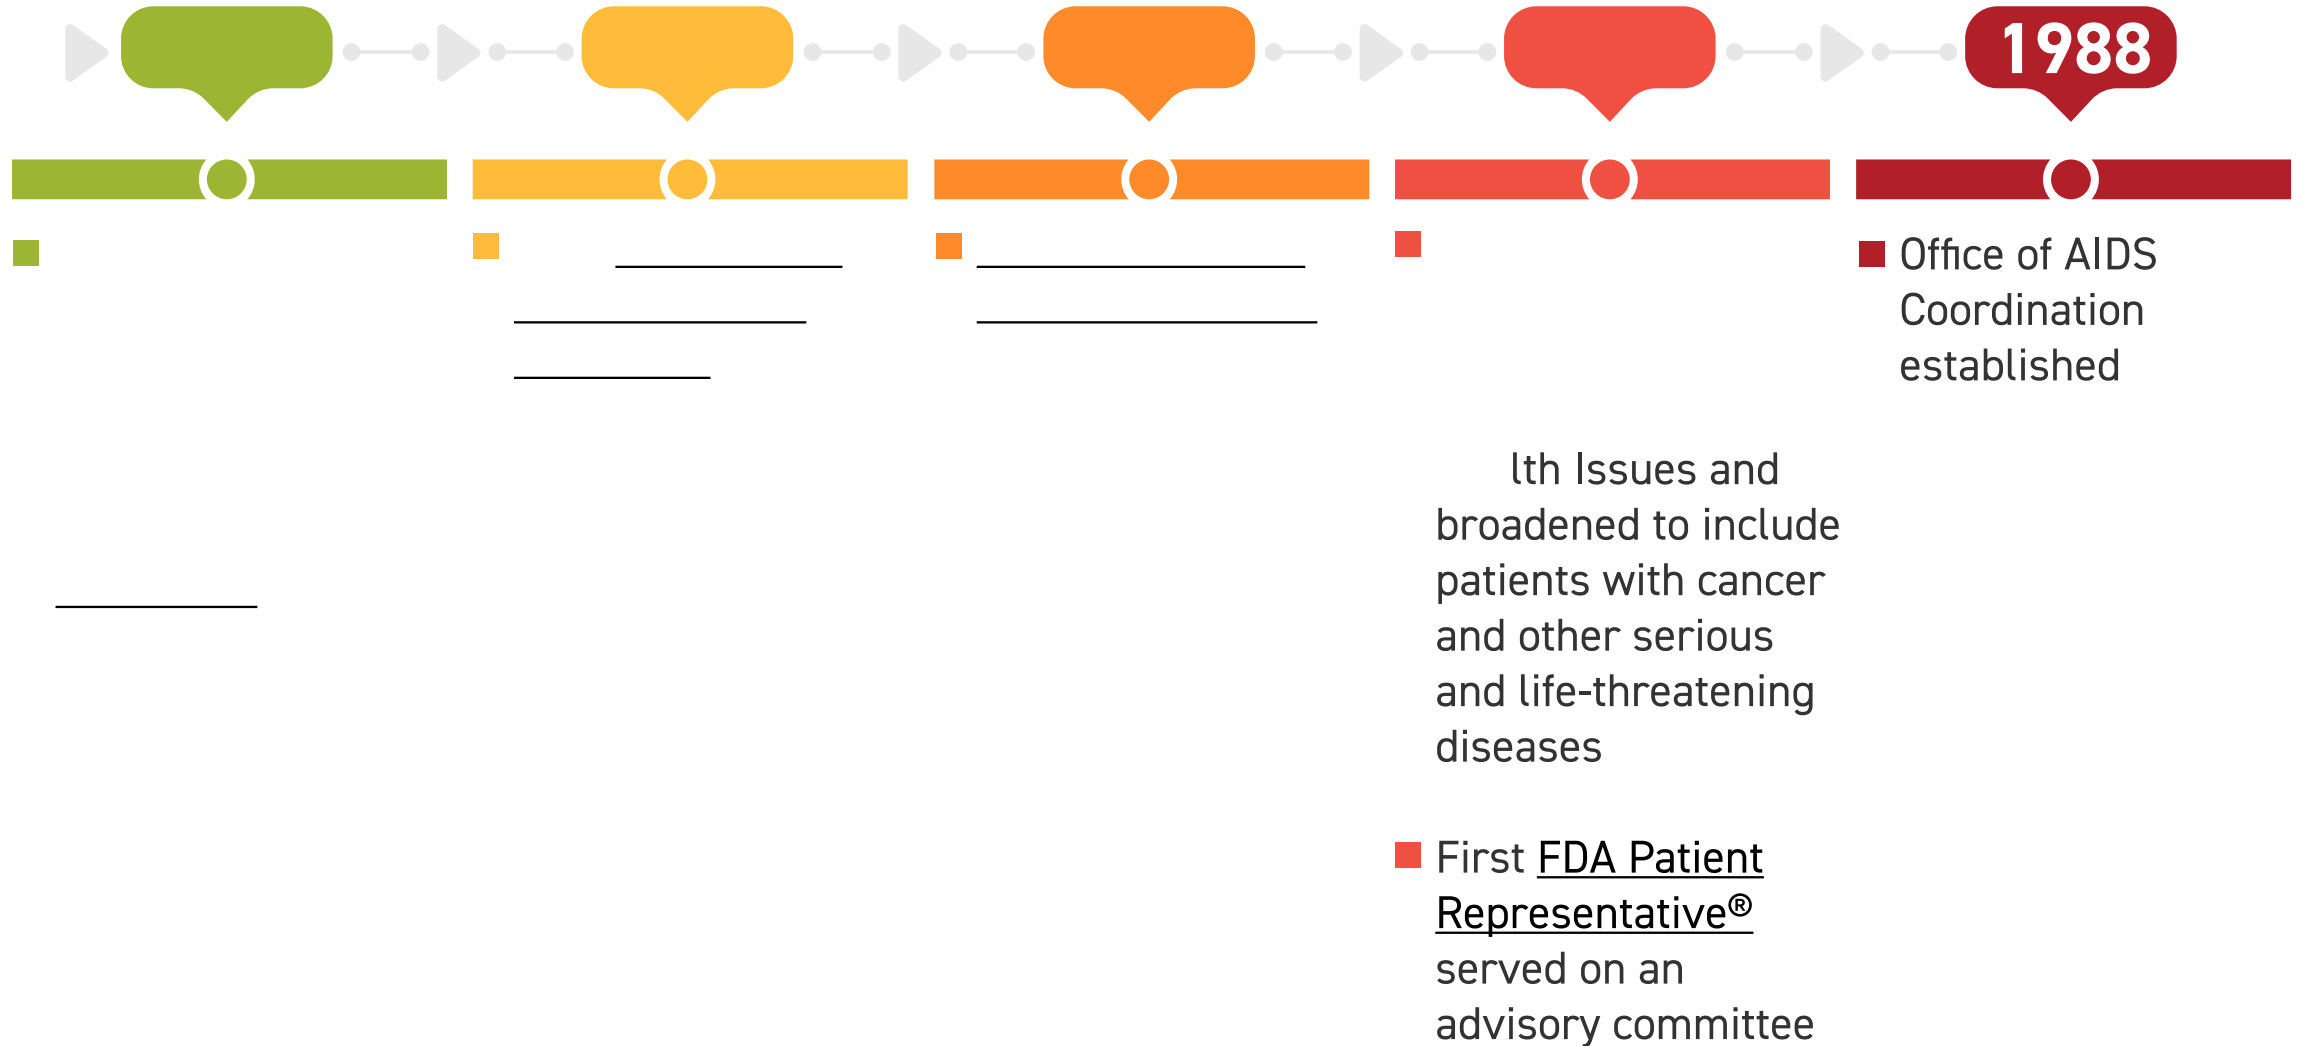 1988
lth Issues and
broadened to include
patients with cancer
and other serious
and life-threatening
diseases
First FDA Patient
Representative®
served on an
advisory committee
Office of AIDS
Coordination
established